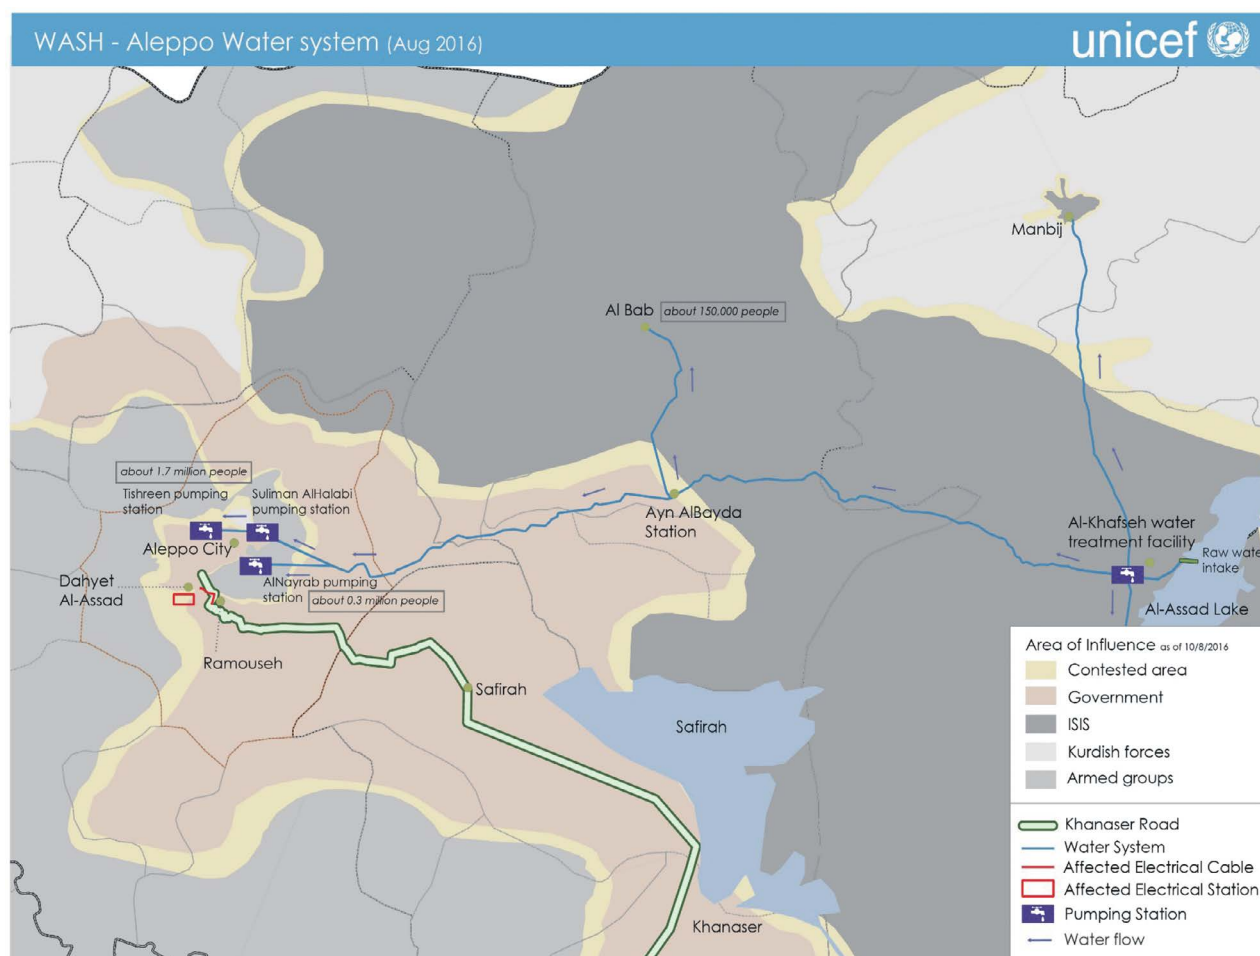 WASH - Aleppo Water system (Aug 2016)
unicef
Manbij
Al Bab
about 150,000 people
about 1.7 million people
Tishreen pumping
station
Suliman AlHalabi
pumping station
Ayn AlBayda
Station
Al-Khafseh water
treatment facility
Raw water
intake
Aleppo City
Dahyet
Al-Assad
AlNayrab pumping
station
about 0.3 million people
Al-Assad Lake
Ramouseh
Safirah
Safirah
Khanaser
Area of Influence as of 10/8/2016
Contested area
Government
ISIS
Kurdish forces
Armed groups
Khanaser Road
Water System
Affected Electrical Cable
Affected Electrical Station
Pumping Station
Water flow